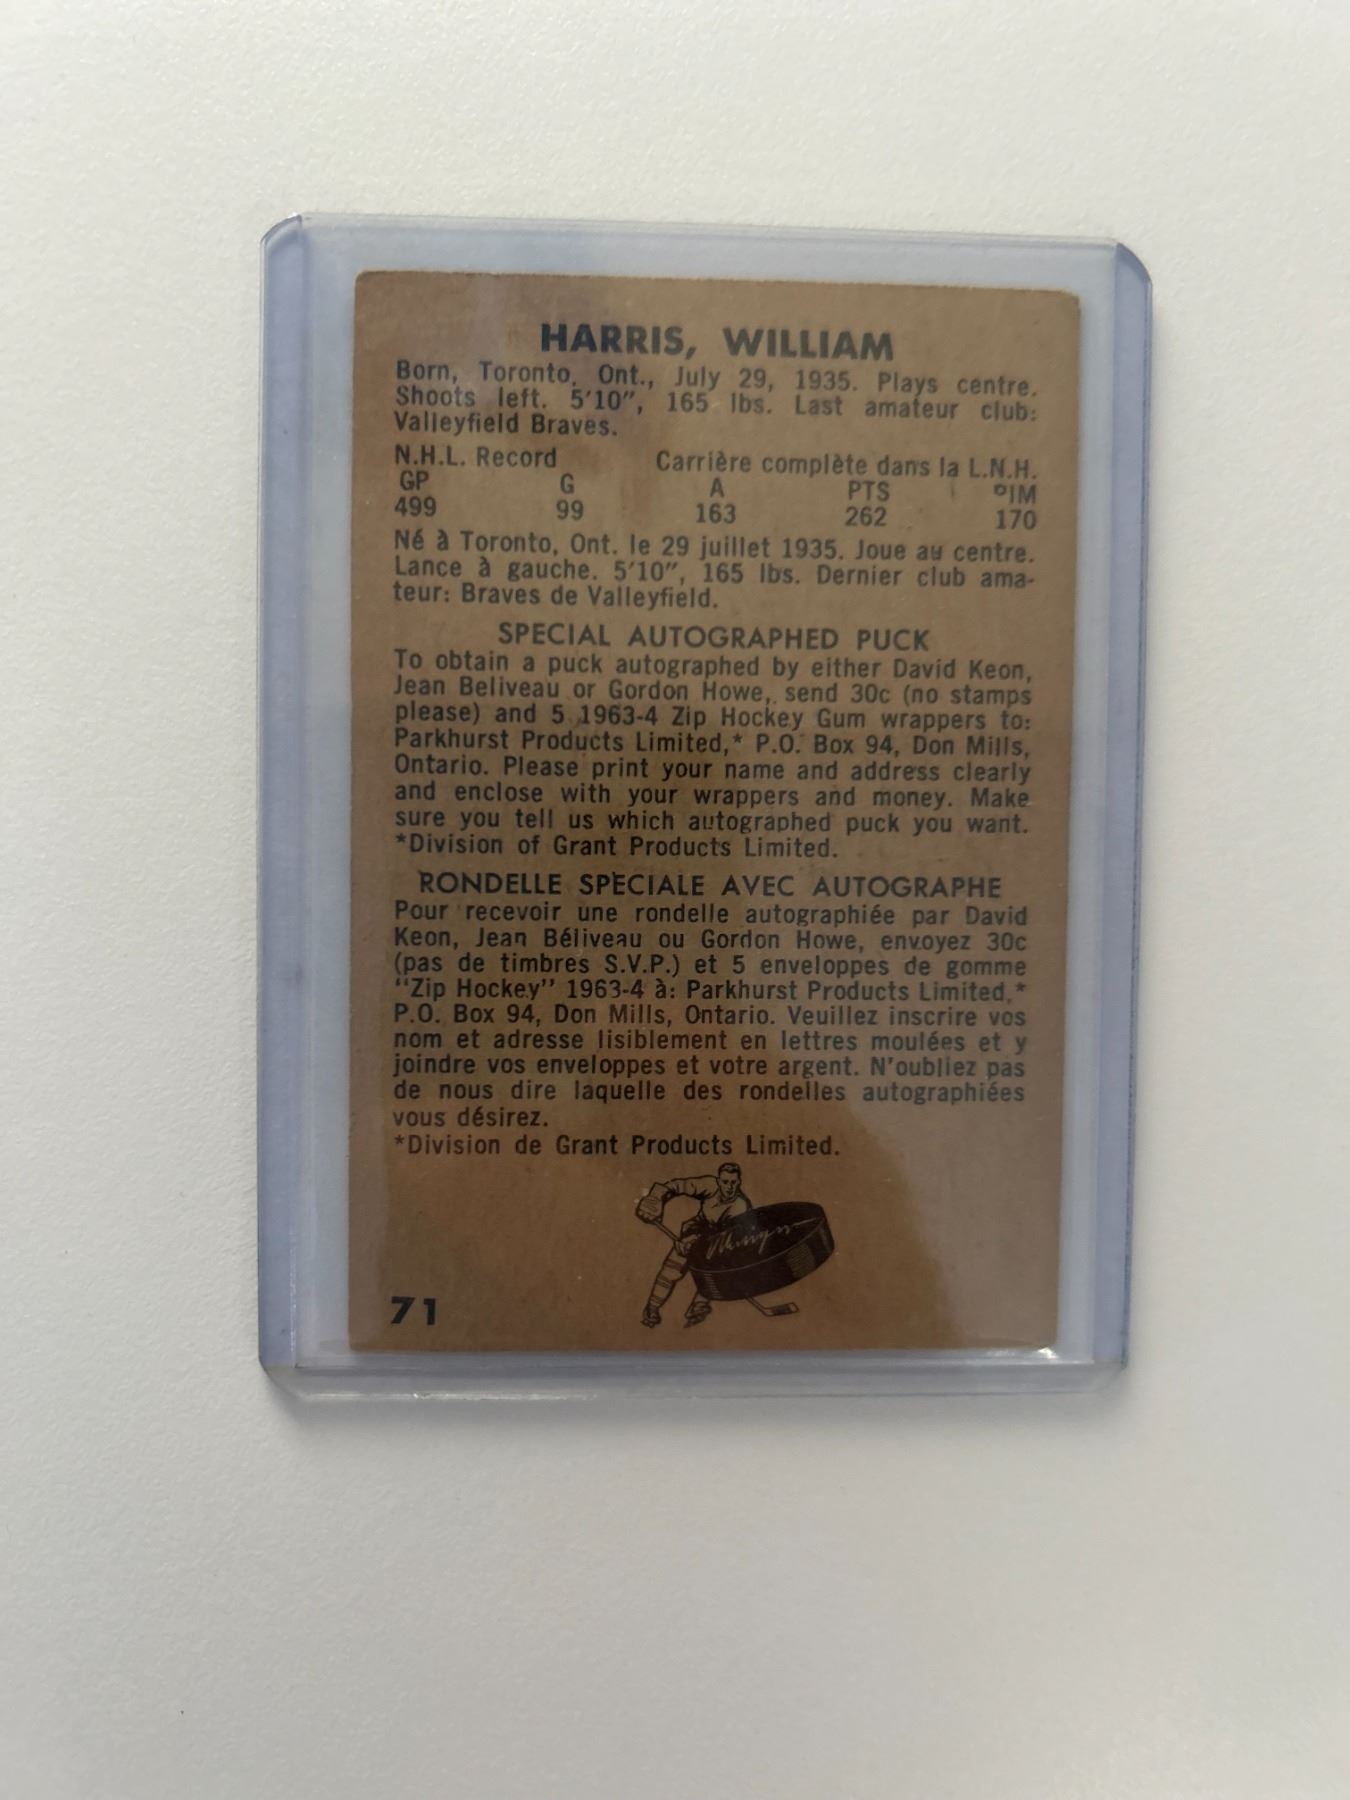 HARRIS, WILLIAM
Born, Toronto, Ont., July 29, 1935. Plays centre.
Shoots left. 5'10", 165 lbs. Last amateur club:
Valleyfield Braves.
N.H.L. Record Carrière complète dans la L.N.H.
GP G A PTS PIM
499 99 163 262 170
Né à Toronto, Ont. le 29 juillet 1935. Joue au centre.
Lance à gauche. 5'10", 165 lbs. Dernier club ama-
teur: Braves de Valleyfield.
SPECIAL AUTOGRAPHED PUCK
To obtain a puck autographed by either David Keon,
Jean Beliveau or Gordon Howe, send 30c (no stamps
please) and 5 1963-4 Zip Hockey Gum wrappers to:
Parkhurst Products Limited,* P.O. Box 94, Don Mills,
Ontario. Please print your name and address clearly
and enclose with your wrappers and money. Make
sure you tell us which autographed puck you want.
*Division of Grant Products Limited.
RONDELLE SPECIALE AVEC AUTOGRAPHE
Pour recevoir une rondelle autographiée par David
Keon, Jean Béliveau ou Gordon Howe, envoyez 30c
(pas de timbres S.V.P.) et 5 enveloppes de gomme
"Zip Hockey" 1963-4 à: Parkhurst Products Limited,*
P.O. Box 94, Don Mills, Ontario. Veuillez inscrire vos
nom et adresse lisiblement en lettres moulées et y
joindre vos enveloppes et votre argent. N'oubliez pas
de nous dire laquelle des rondelles autographiées
vous désirez.
*Division de Grant Products Limited.
71